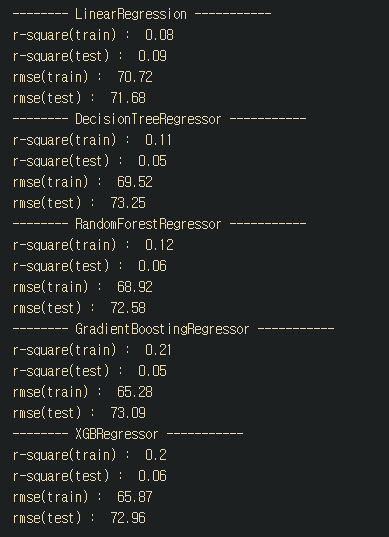 -------- LinearRegression -----------
r-square(train) :  0.08
r-square(test) :  0.09
rmse(train) :  70.72
rmse(test) :  71.68
-------- DecisionTreeRegressor -----------
r-square(train) :  0.11
r-square(test) :  0.05
rmse(train) :  69.52
rmse(test) :  73.25
-------- RandomForestRegressor -----------
r-square(train) :  0.12
r-square(test) :  0.06
rmse(train) :  68.92
rmse(test) :  72.58
-------- GradientBoostingRegressor -----------
r-square(train) :  0.21
r-square(test) :  0.05
rmse(train) :  65.28
rmse(test) :  73.09
-------- XGBRegressor -----------
r-square(train) :  0.2
r-square(test) :  0.06
rmse(train) :  65.87
rmse(test) :  72.96